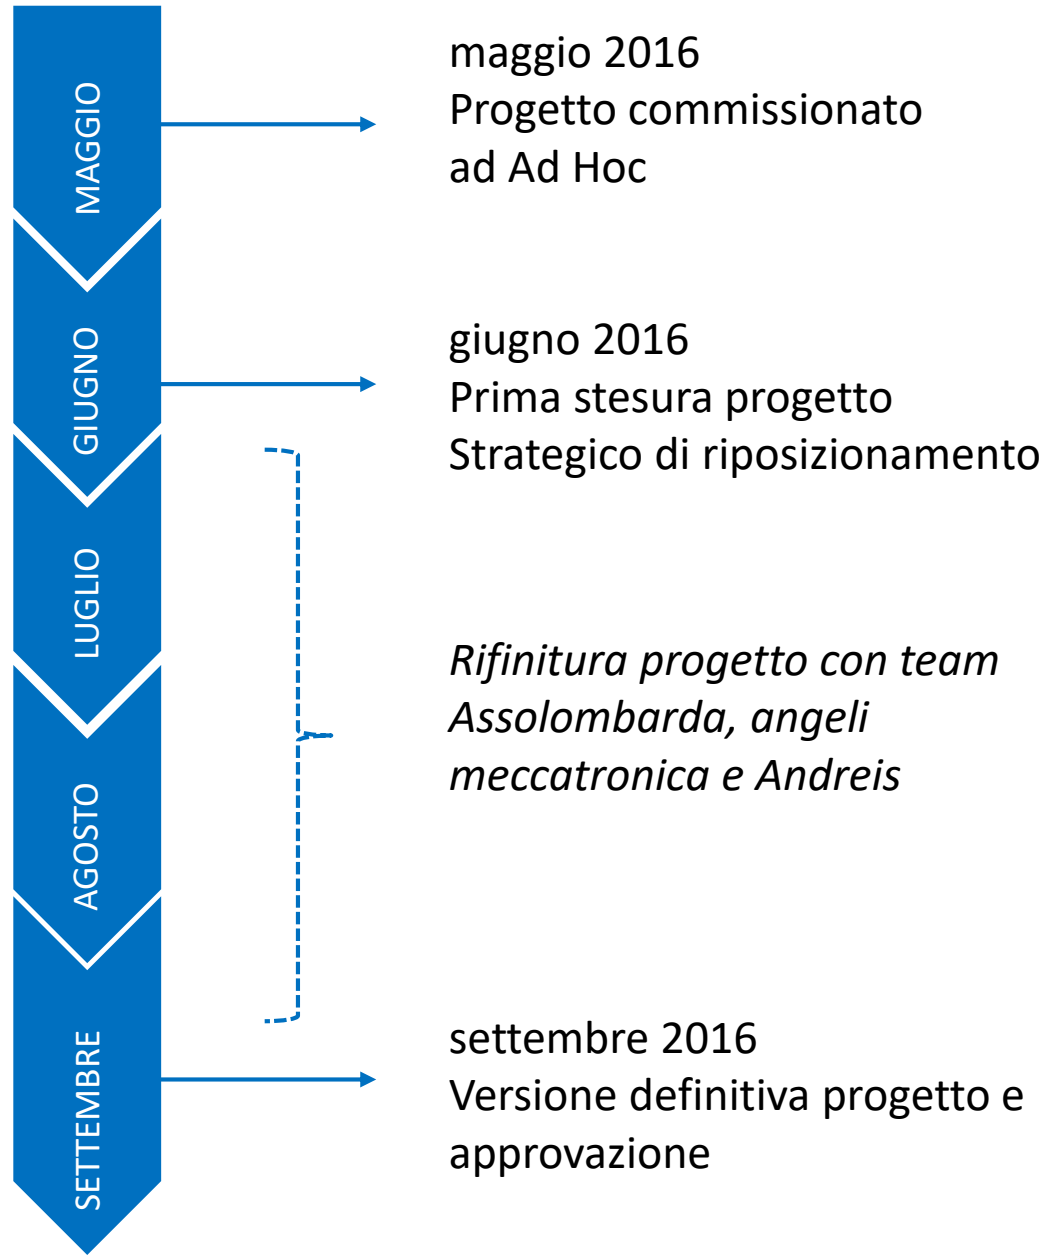 MAGGIO
maggio 2016
Progetto commissionato
ad Ad Hoc
GIUGNO
giugno 2016
Prima stesura progetto
Strategico di riposizionamento
LUGLIO
Rifinitura progetto con team
Assolombarda, angeli
meccatronica e Andreis
AGOSTO
SETTEMBRE
settembre 2016
Versione definitiva progetto e
approvazione